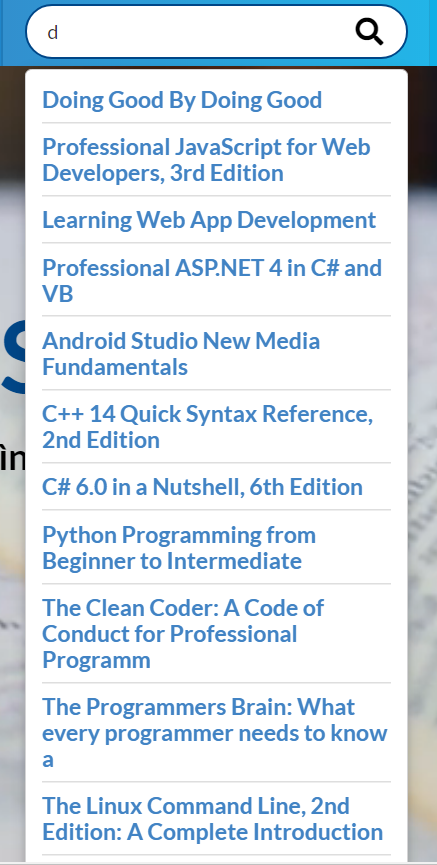 d
Doing Good By Doing Good
Professional JavaScript for Web
Developers, 3rd Edition
Learning Web App Development
Professional ASP.NET 4 in C# and
VB
Android Studio New Media
Fundamentals
C++ 14 Quick Syntax Reference,
2nd Edition
C# 6.0 in a Nutshell, 6th Edition
ìn
Python Programming from
Beginner to Intermediate
The Clean Coder: A Code of
Conduct for Professional
Programm
The Programmers Brain: What
every programmer needs to know
a
The Linux Command Line, 2nd
Edition: A Complete Introduction